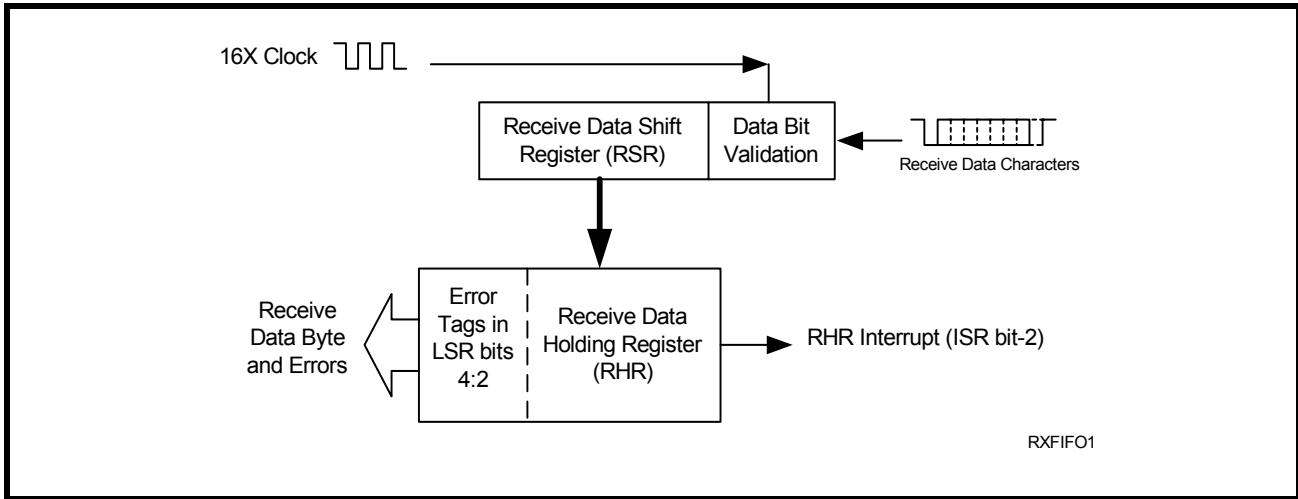 16X Clock
Receive Data Shift
Register (RSR)
Data Bit
Validation
Receive Data Characters
Receive
Data Byte
and Errors
Error
Tags in
LSR bits
4:2
Receive Data
Holding Register
(RHR)
RHR Interrupt (ISR bit-2)
RXFIFO1